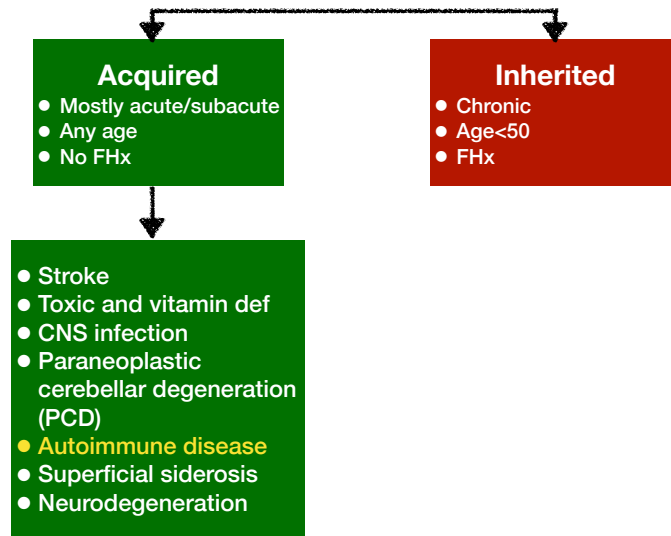 Acquired
● Mostly acute/subacute
● Any age
● No FHx
Inherited
● Chronic
● Age<50
● FHx
● Stroke
● Toxic and vitamin def
● CNS infection
● Paraneoplastic
cerebellar degeneration
(PCD)
● Autoimmune disease
● Superficial siderosis
● Neurodegeneration